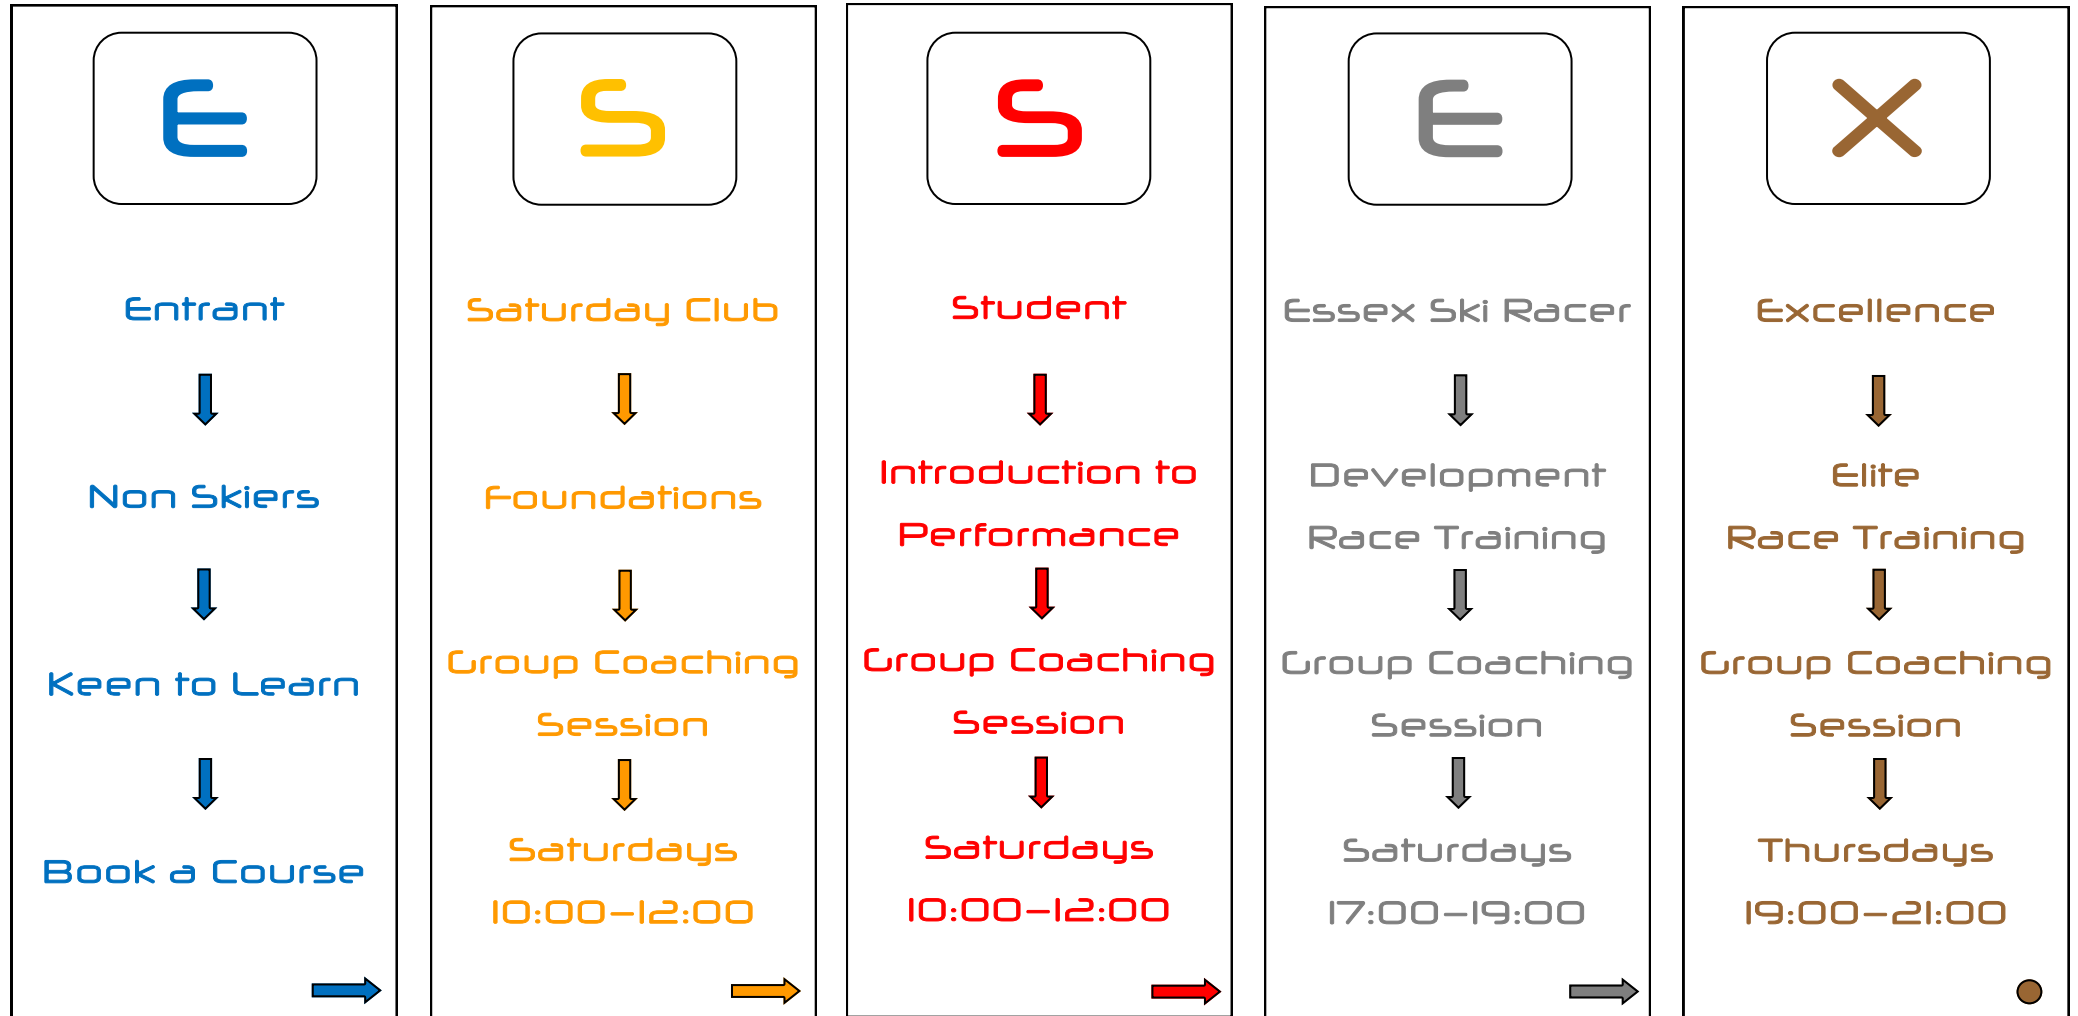 E
Entrant
Non Skiers
Keen to Learn
Book a Course
S
Saturday Club
Foundations
Group Coaching
Session
Saturdays
10:00-12:00
S
Student
Introduction to
Performance
Group Coaching
Session
Saturdays
10:00-12:00
E
Essex Ski Racer
Development
Race Training
Group Coaching
Session
Saturdays
17:00-19:00
X
Excellence
Elite
Race Training
Group Coaching
Session
Thursdays
19:00-21:00